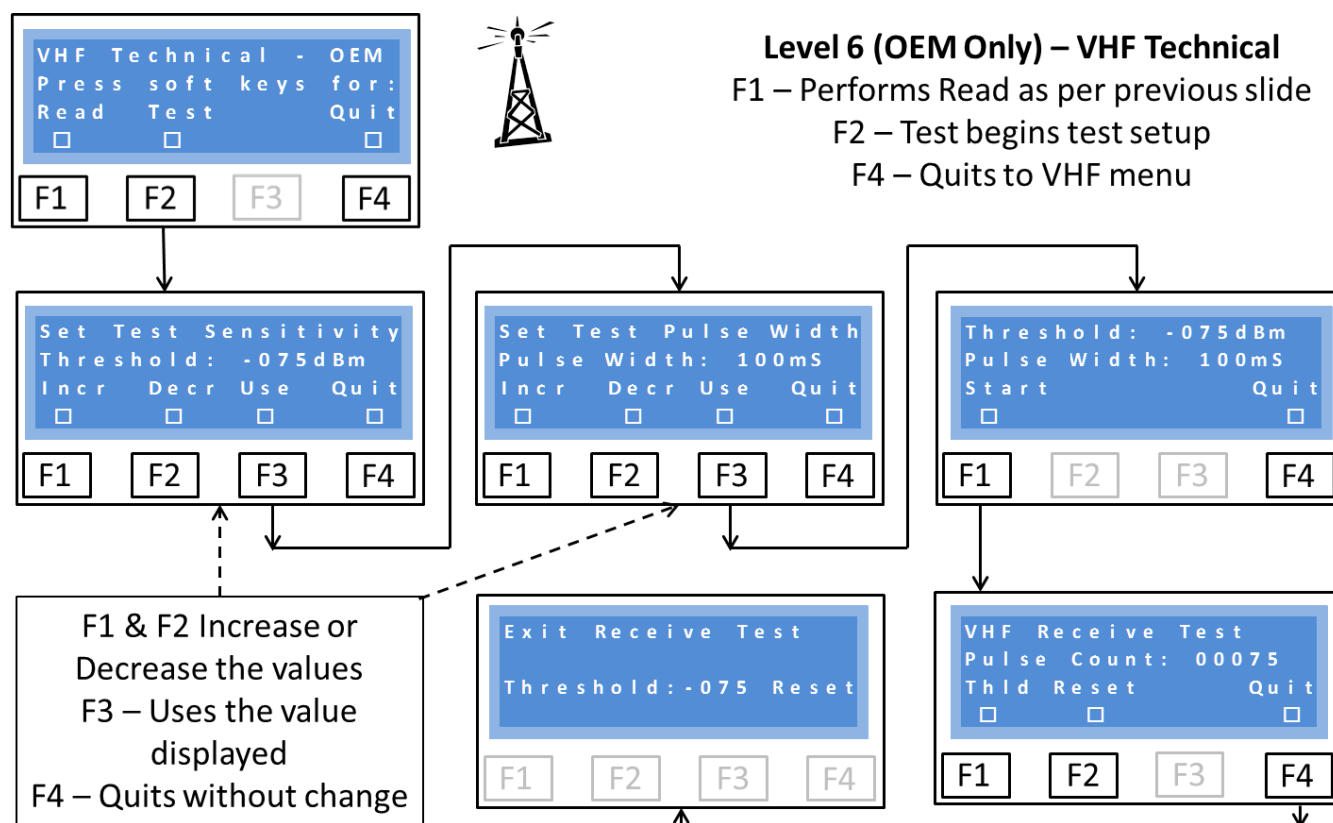 VHF Technical - OEM
Press soft keys for:
Read Test Quit
F1 F2 F3 F4
Level 6 (OEM Only) – VHF Technical
F1 – Performs Read as per previous slide
F2 – Test begins test setup
F4 – Quits to VHF menu
Set Test Sensitivity
Threshold: -075dBm
Incr Decr Use Quit
F1 F2 F3 F4
Set Test Pulse Width
Pulse Width: 100mS
Incr Decr Use Quit
F1 F2 F3 F4
Threshold: -075dBm
Pulse Width: 100mS
Start Quit
F1 F2 F3 F4
F1 & F2 Increase or
Decrease the values
F3 – Uses the value
displayed
F4 – Quits without change
Exit Receive Test
Threshold:-075 Reset
F1 F2 F3 F4
VHF Receive Test
Pulse Count: 00075
Thld Reset Quit
F1 F2 F3 F4